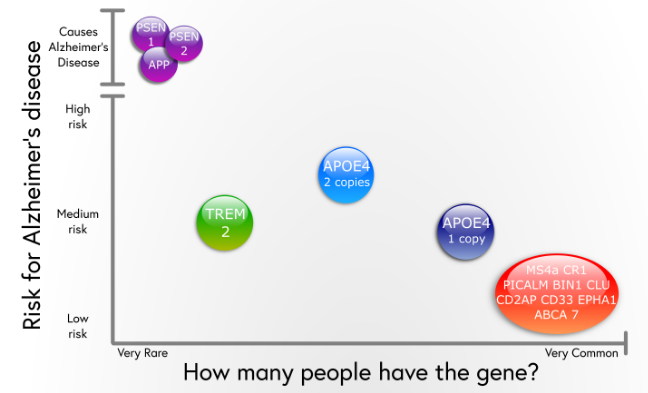 Risk for Alzheimer's disease
Causes
Alzheimer's
Disease
High
risk
Medium
risk
Low
risk
PSEN
1
PSEN
2
APP
APOE4
2 copies
TREM
2
APOE4
1 copy
MS4a CR1
PICALM BIN1 CLU
CD2AP CD33 EPHA1
ABCA 7
Very Rare
Very Common
How many people have the gene?